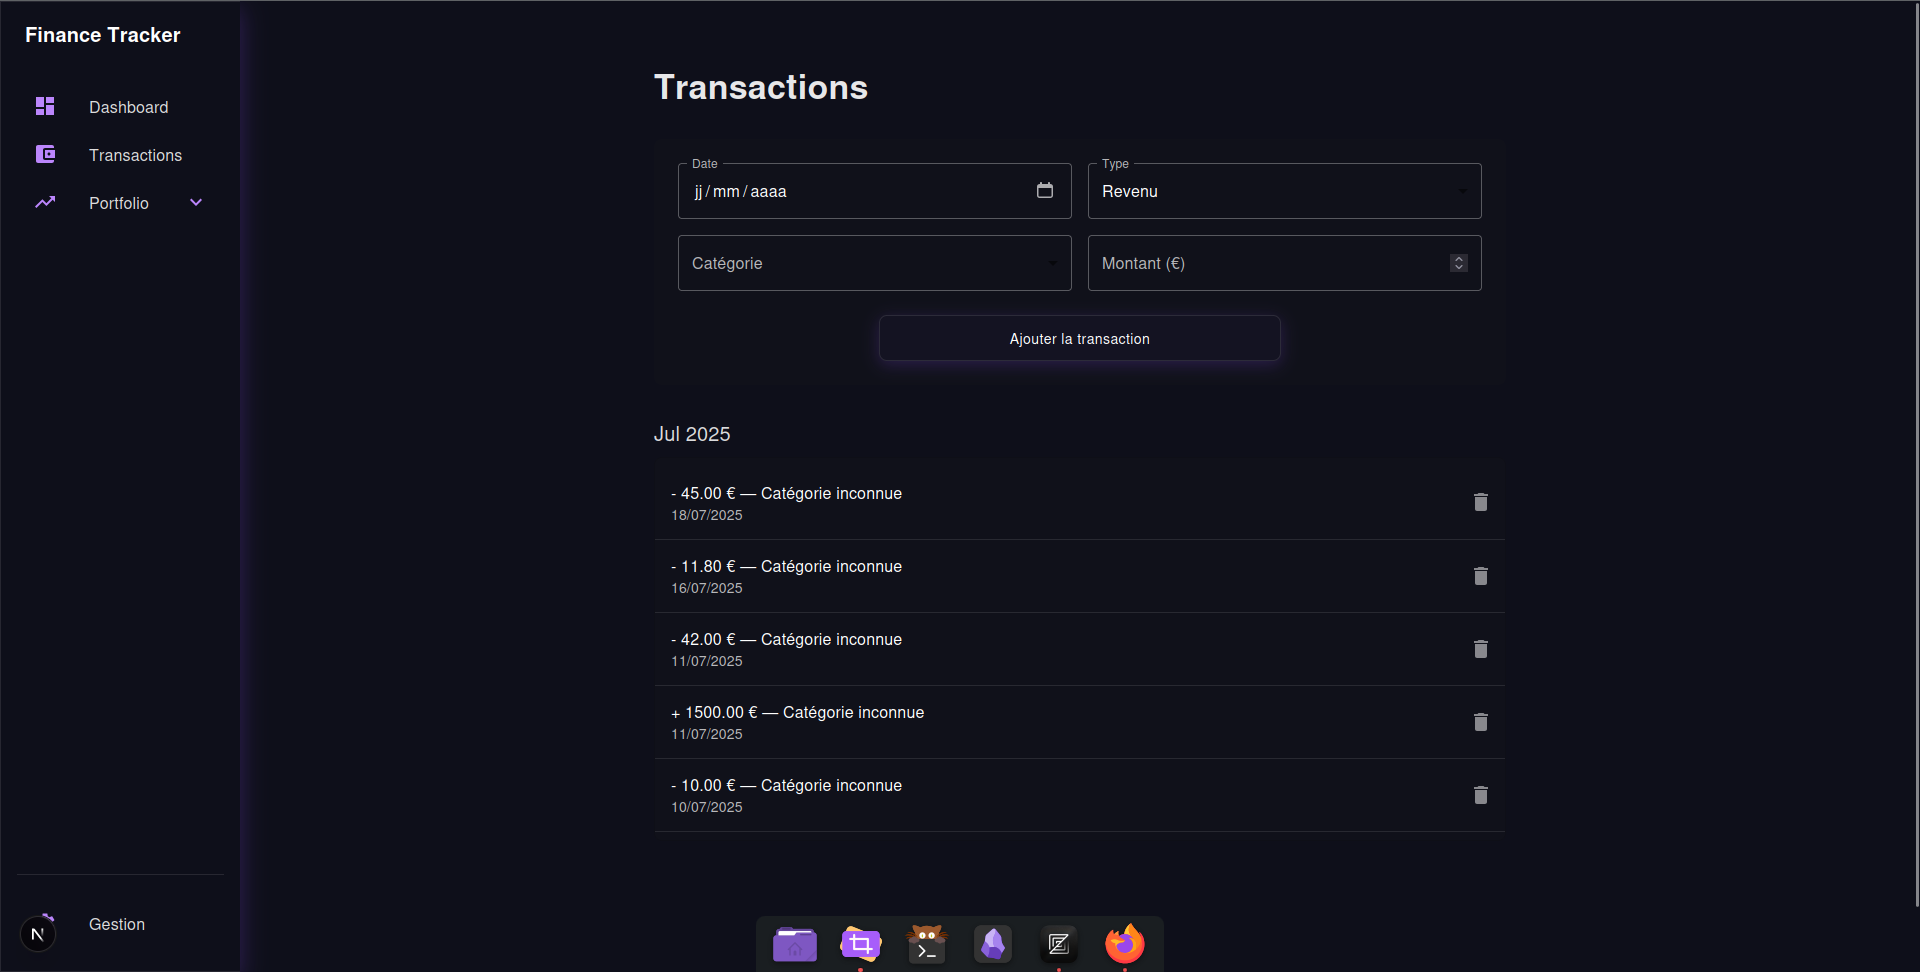 Finance Tracker
Dashboard
Transactions
Portfolio
Gestion
N
Transactions
Date
jj/mm/aaaa
Type
Revenu
Catégorie
Montant (€)
Ajouter la transaction
Jul 2025
- 45.00 € — Catégorie inconnue
18/07/2025
- 11.80 € — Catégorie inconnue
16/07/2025
- 42.00 € — Catégorie inconnue
11/07/2025
+ 1500.00 € — Catégorie inconnue
11/07/2025
- 10.00 € — Catégorie inconnue
10/07/2025